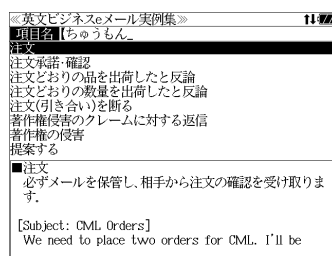 ≪英文ビジネスeメール実例集≫
項目名【ちゅうもん_
注文
注文承諾・確認
注文どおりの品を出荷したと反論
注文どおりの数量を出荷したと反論
注文(引き合い)を断る
著作権侵害のクレームに対する返信
著作権の侵害
提案する
■注文
必ずメールを保管し、相手から注文の確認を受け取りま
す.
[Subject: CML Orders]
We need to place two orders for CML. I'll be